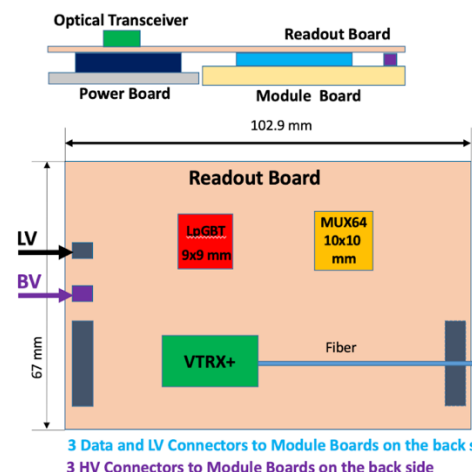 Optical Transceiver
Readout Board
Power Board
Module Board
102.9 mm
Readout Board
LpGBT
9x9 mm
MUX64
10x10
mm
LV
BV
67 mm
VTRX+
Fiber
3 Data and LV Connectors to Module Boards on the back s
3 HV Connectors to Module Boards on the back side